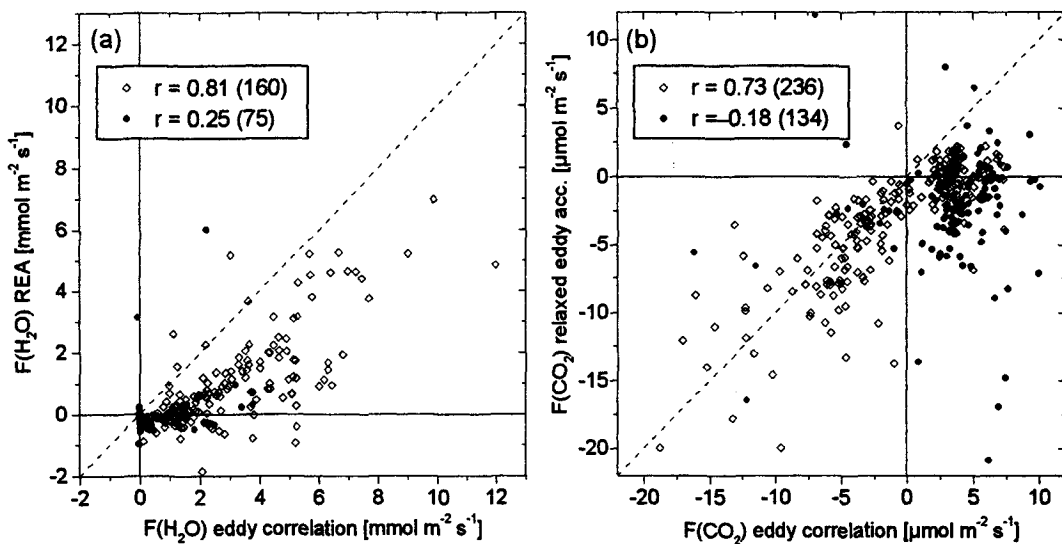 (a)
r = 0.81 (160)
r = 0.25 (75)
F(H₂O) REA [mmol m⁻² s⁻¹]
12
10
8
6
4
2
0
-2
-2 0 2 4 6 8 10 12
F(H₂O) eddy correlation [mmol m⁻² s⁻¹]
(b)
r = 0.73 (236)
r = -0.18 (134)
F(CO₂) relaxed eddy acc. [µmol m⁻² s⁻¹]
10
5
0
-5
-10
-15
-20
-20 -15 -10 -5 0 5 10
F(CO₂) eddy correlation [µmol m⁻² s⁻¹]